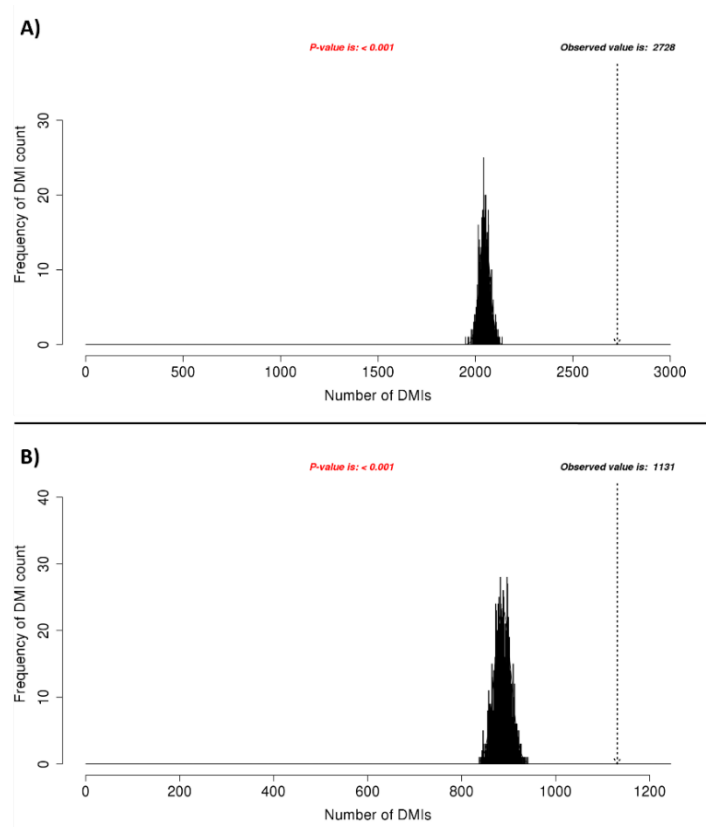 A)
P-value is: < 0.001 Observed value is: 2728
Frequency of DMI count
30
20
10
0
0 500 1000 1500 2000 2500 3000
Number of DMIs
B)
P-value is: < 0.001 Observed value is: 1131
Frequency of DMI count
40
30
20
10
0
0 200 400 600 800 1000 1200
Number of DMIs